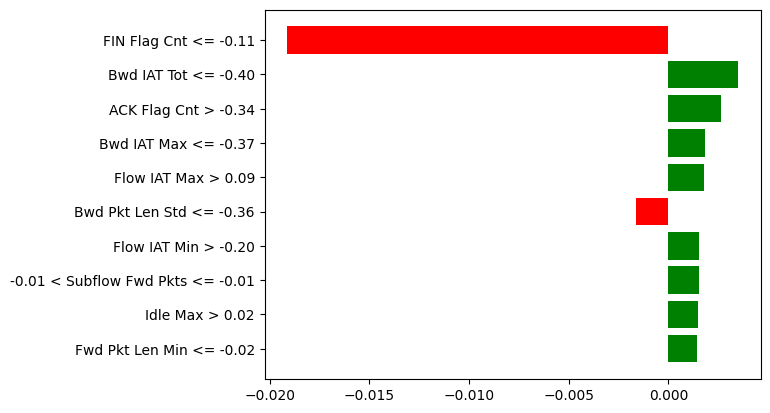 FIN Flag Cnt <= -0.11
Bwd IAT Tot <= -0.40
ACK Flag Cnt > -0.34
Bwd IAT Max <= -0.37
Flow IAT Max > 0.09
Bwd Pkt Len Std <= -0.36
Flow IAT Min > -0.20
-0.01 < Subflow Fwd Pkts <= -0.01
Idle Max > 0.02
Fwd Pkt Len Min <= -0.02
−0.020 −0.015 −0.010 −0.005 0.000